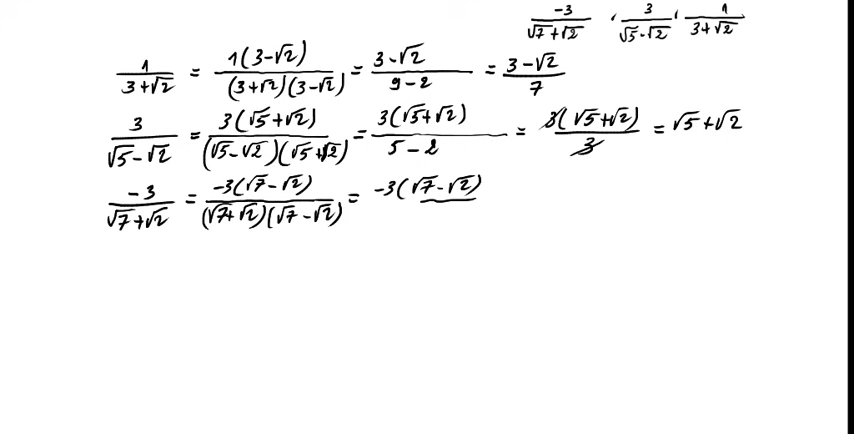 -3/(√7+√2) , 3/(√5-√2) , 1/(3+√2)
1/(3+√2) = 1(3-√2)/((3+√2)(3-√2)) = (3-√2)/(9-2) = (3-√2)/7
3/(√5-√2) = 3(√5+√2)/((√5-√2)(√5+√2)) = 3(√5+√2)/(5-2) = 3(√5+√2)/3 = √5+√2
-3/(√7+√2) = -3(√7-√2)/((√7+√2)(√7-√2)) = -3(√7-√2)